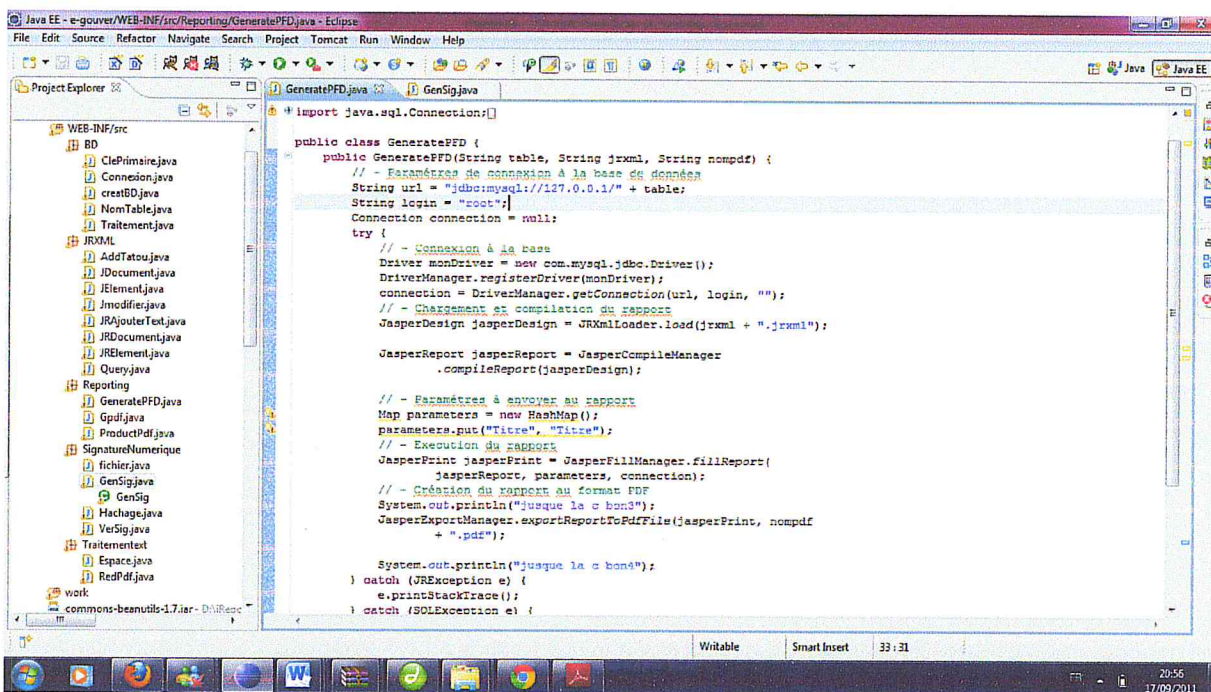 Java EE - e-gouver/WEB-INF/src/Reporting/GeneratePFD.java - Eclipse
File Edit Source Refactor Navigate Search Project Tomcat Run Window Help
Java Java EE
Project Explorer
GeneratePFD.java GenSig.java
WEB-INF/src
BD
ClePrimaire.java
Connexion.java
creatBD.java
NomTable.java
Traitement.java
JRXML
AddTatou.java
JDocument.java
JElement.java
Jmodifier.java
JRAjouterText.java
JRDocument.java
JRElement.java
Query.java
Reporting
GeneratePFD.java
Gpdf.java
ProductPdf.java
SignatureNumerique
fichier.java
GenSig.java
GenSig
Hachage.java
VerSig.java
Traitementext
Espace.java
RedPdf.java
work
commons-beanutils-1.7.jar - D:\iRepc
import java.sql.Connection;
public class GeneratePFD {
public GeneratePFD(String table, String jrxml, String nompdf) {
// - Paramétres de connexion à la base de données
String url = "jdbc:mysql://127.0.0.1/" + table;
String login = "root";
Connection connection = null;
try {
// - Connexion à la base
Driver monDriver = new com.mysql.jdbc.Driver();
DriverManager.registerDriver(monDriver);
connection = DriverManager.getConnection(url, login, "");
// - Chargement et compilation du rapport
JasperDesign jasperDesign = JRXmlLoader.load(jrxml + ".jrxml");
JasperReport jasperReport = JasperCompileManager
.compileReport(jasperDesign);
// - Paramétres à envoyer au rapport
Map parameters = new HashMap();
parameters.put("Titre", "Titre");
// - Execution du rapport
JasperPrint jasperPrint = JasperFillManager.fillReport(
jasperReport, parameters, connection);
// - Création du rapport au format PDF
System.out.println("jusque la c bon3");
JasperExportManager.exportReportToPdfFile(jasperPrint, nompdf
+ ".pdf");
System.out.println("jusque la c bon4");
} catch (JRException e) {
e.printStackTrace();
} catch (SQLException e) {
Writable Smart Insert 33 : 31
FR 20:56
17/09/2011